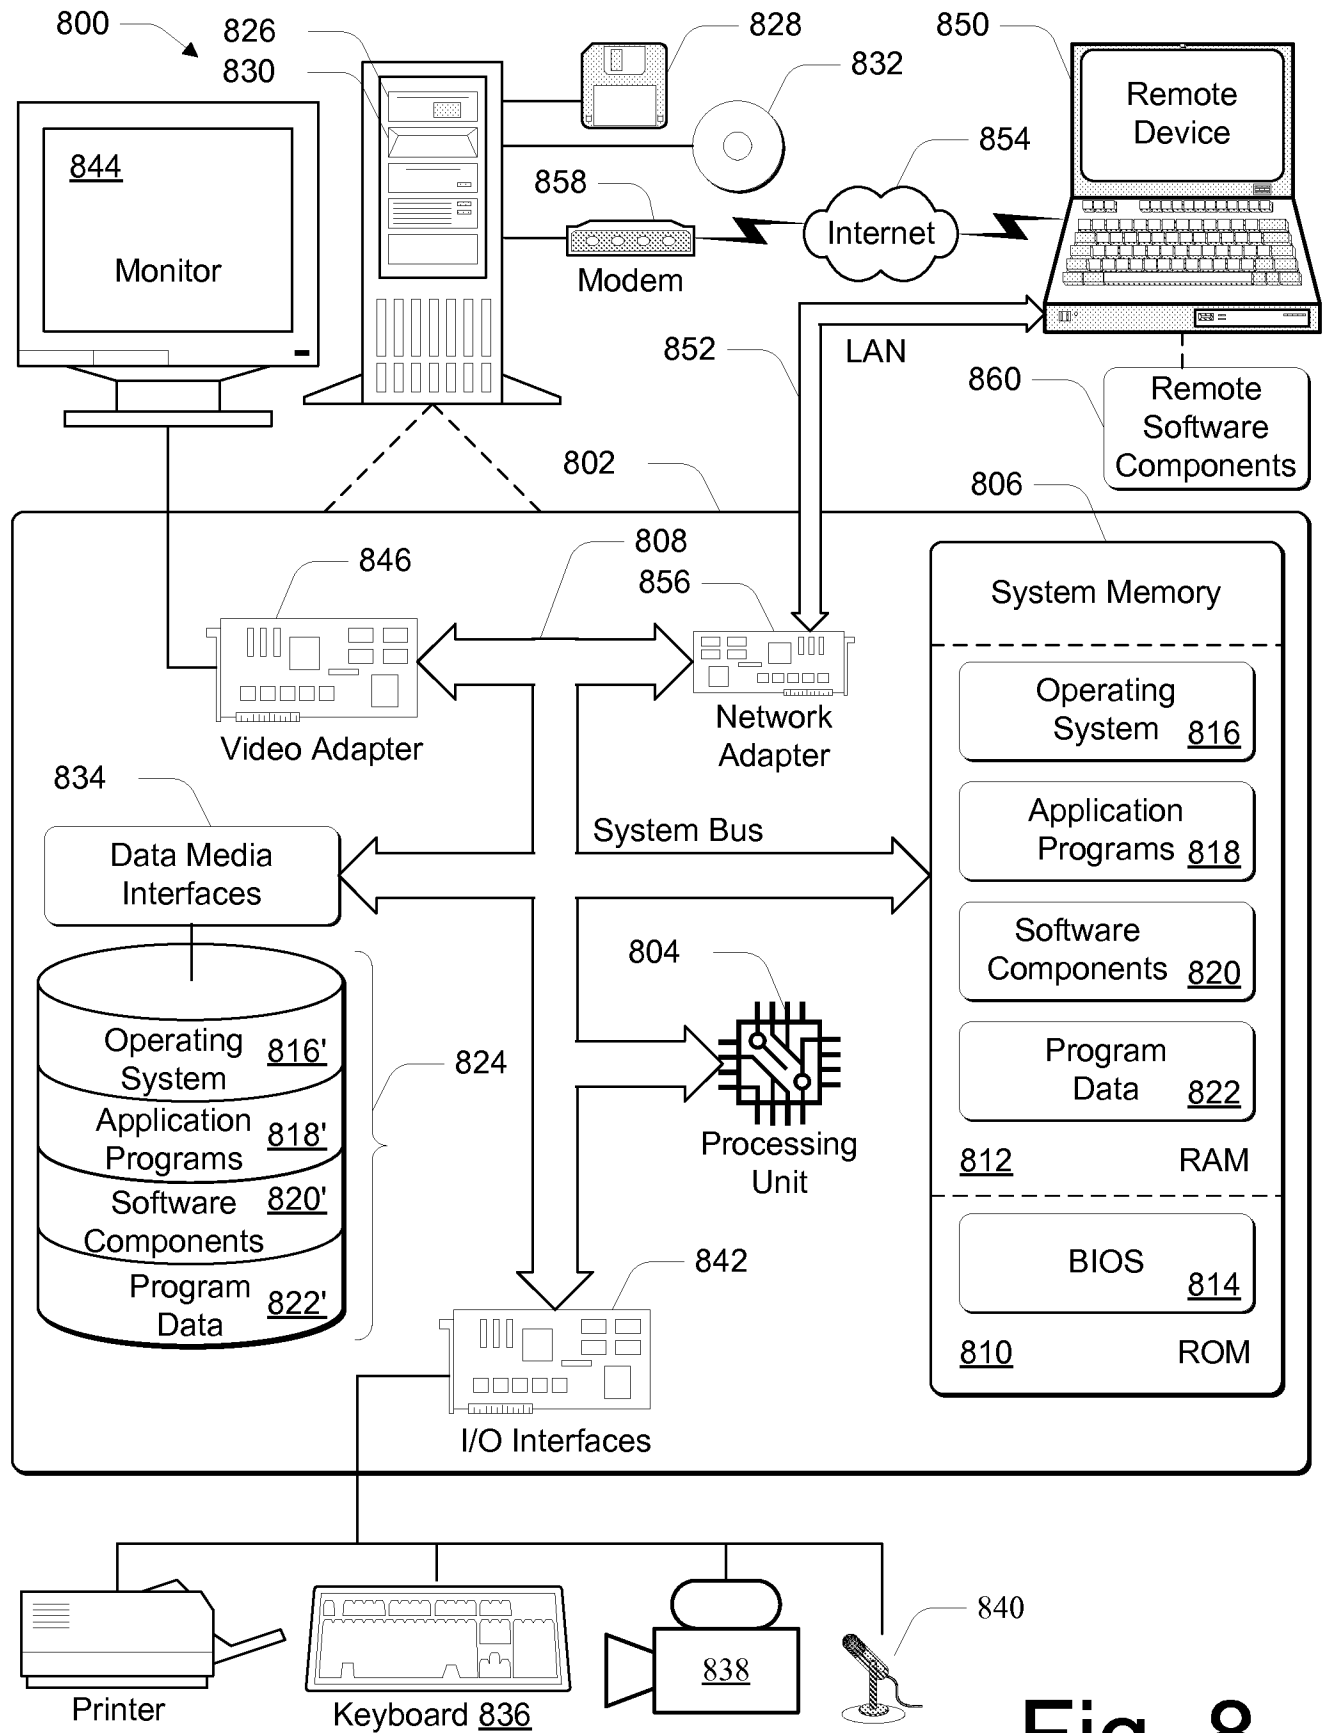 800
826
830
828
832
850
844
Monitor
858
Modem
854
Internet
Remote
Device
852
LAN
860
Remote
Software
Components
802
806
846
808
856
Video Adapter
Network
Adapter
System Memory
Operating
System 816
Application
Programs 818
Software
Components 820
Program
Data 822
812 RAM
BIOS
814
810 ROM
834
Data Media
Interfaces
System Bus
804
Processing
Unit
Operating
System 816'
Application
Programs 818'
Software
Components 820'
Program
Data 822'
824
842
I/O Interfaces
Printer
Keyboard 836
838
840
Fig. 8